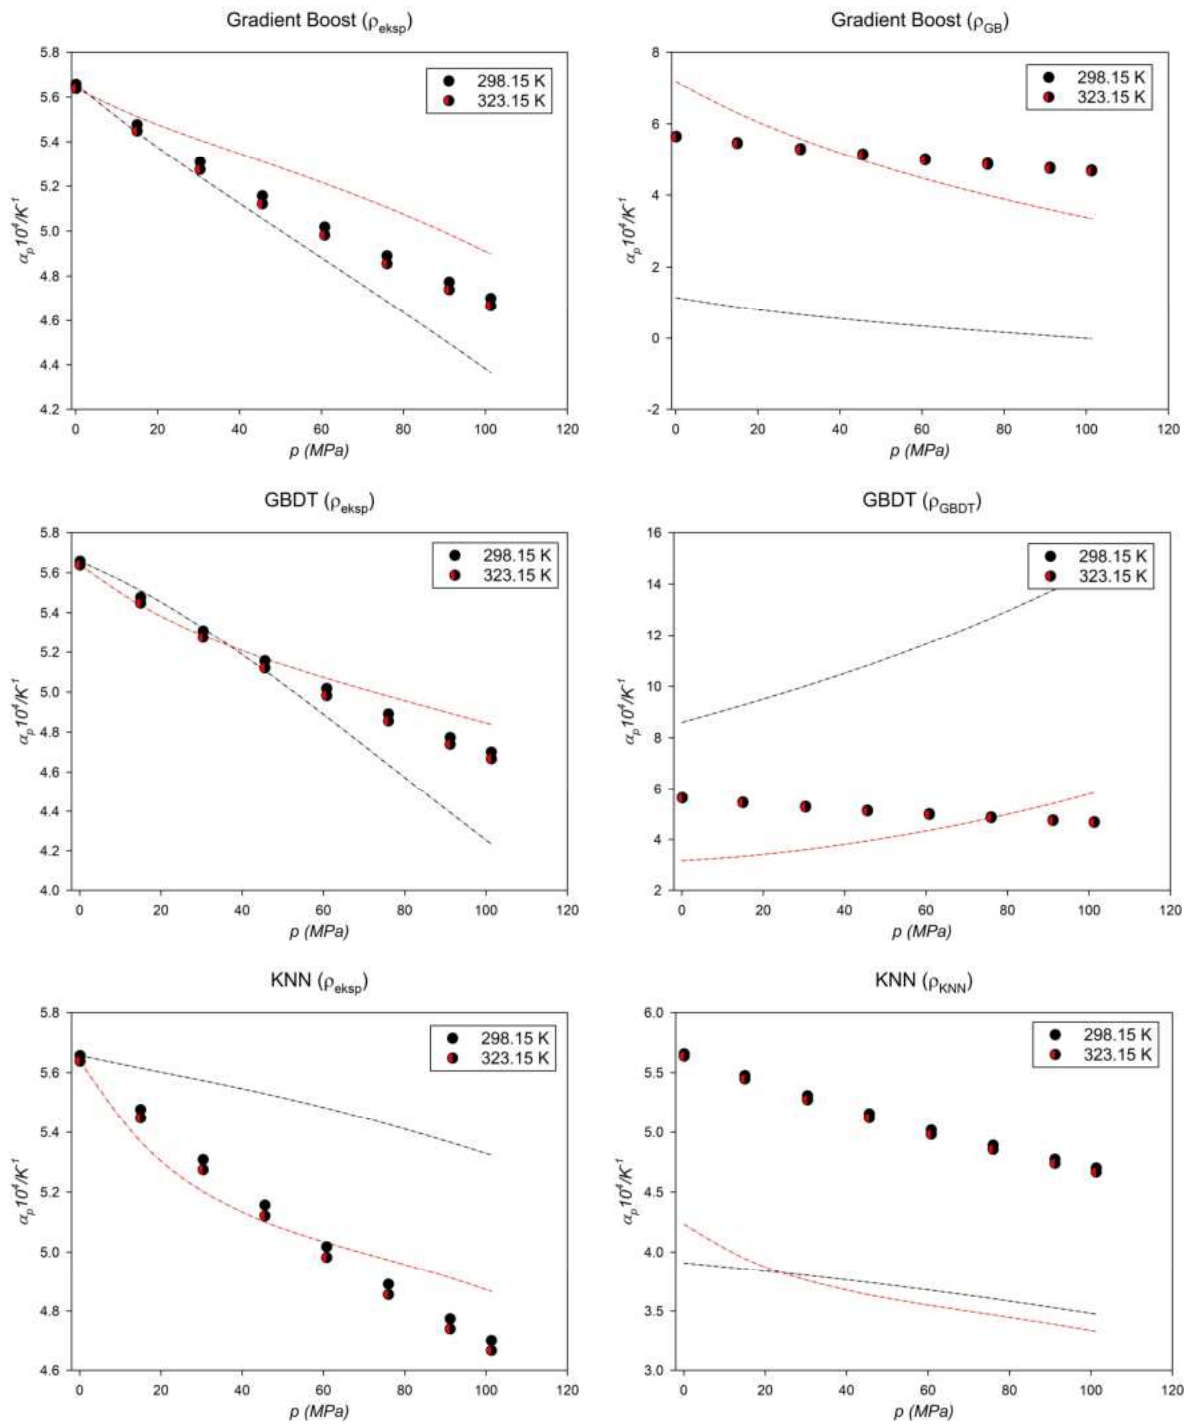 Gradient Boost (ρeksp)
5.8
5.6
5.4
5.2
5.0
4.8
4.6
4.4
4.2
αp10⁴/K⁻¹
298.15 K
323.15 K
0 20 40 60 80 100 120
p (MPa)
Gradient Boost (ρGB)
8
6
4
2
0
-2
αp10⁴/K⁻¹
298.15 K
323.15 K
0 20 40 60 80 100 120
p (MPa)
GBDT (ρeksp)
5.8
5.6
5.4
5.2
5.0
4.8
4.6
4.4
4.2
4.0
αp10⁴/K⁻¹
298.15 K
323.15 K
0 20 40 60 80 100 120
p (MPa)
GBDT (ρGBDT)
16
14
12
10
8
6
4
2
αp10⁴/K⁻¹
298.15 K
323.15 K
0 20 40 60 80 100 120
p (MPa)
KNN (ρeksp)
5.8
5.6
5.4
5.2
5.0
4.8
4.6
αp10⁴/K⁻¹
298.15 K
323.15 K
0 20 40 60 80 100 120
p (MPa)
KNN (ρKNN)
6.0
5.5
5.0
4.5
4.0
3.5
3.0
αp10⁴/K⁻¹
298.15 K
323.15 K
0 20 40 60 80 100 120
p (MPa)